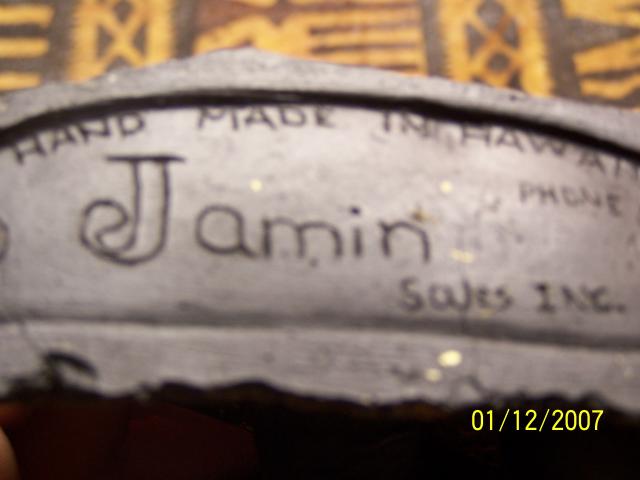 HAND MADE IN HAWAII
PHONE
Jamin
Sales INC.
01/12/2007